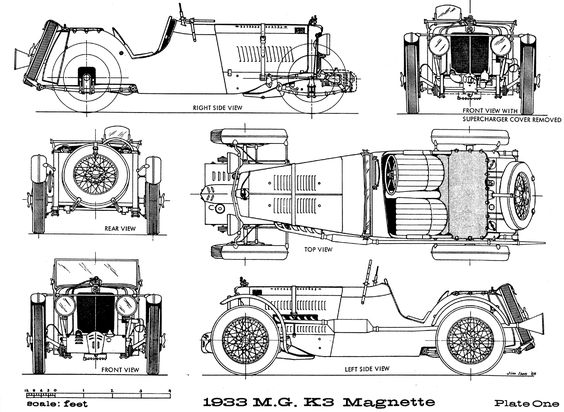 RIGHT SIDE VIEW
FRONT VIEW WITH
SUPERCHARGER COVER REMOVED
REAR VIEW
TOP VIEW
FRONT VIEW
LEFT SIDE VIEW
scale: feet
1933 M.G. K3 Magnette
Plate One